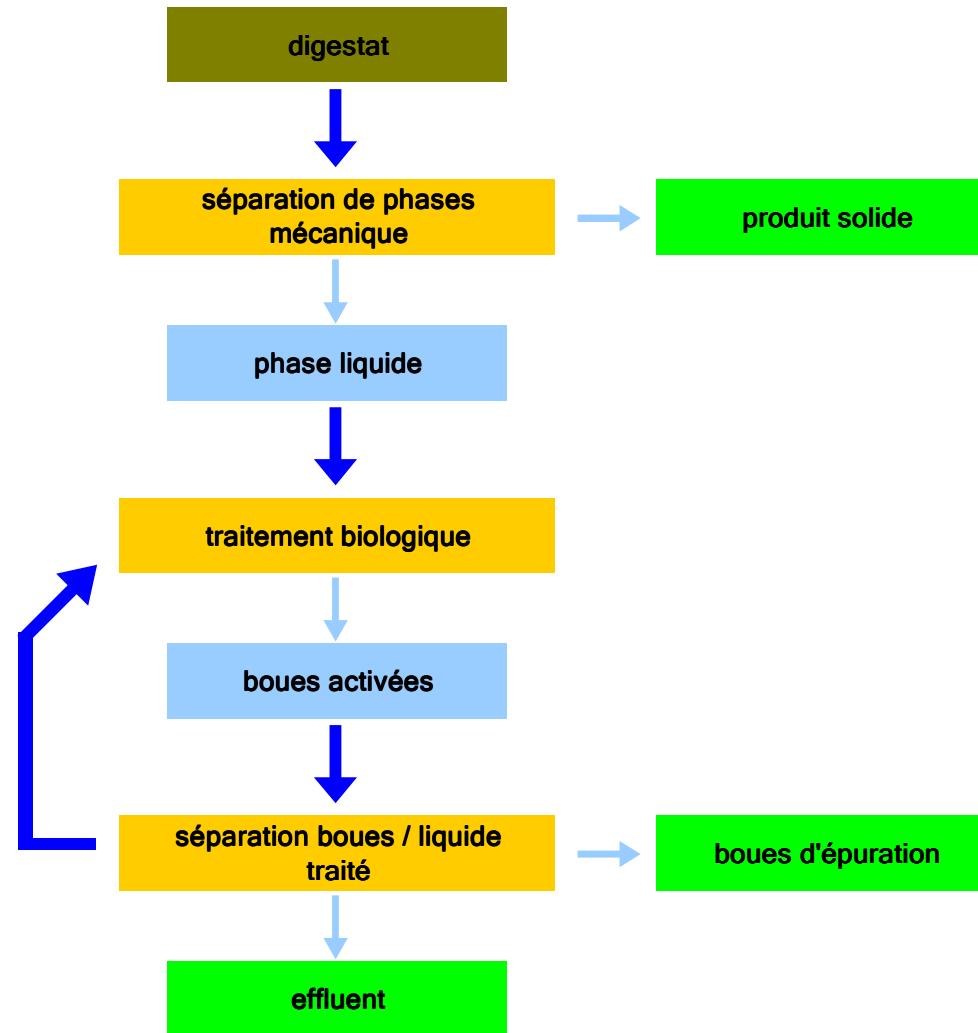 digestat
séparation de phases
mécanique
produit solide
phase liquide
traitement biologique
boues activées
séparation boues / liquide
traité
boues d'épuration
effluent